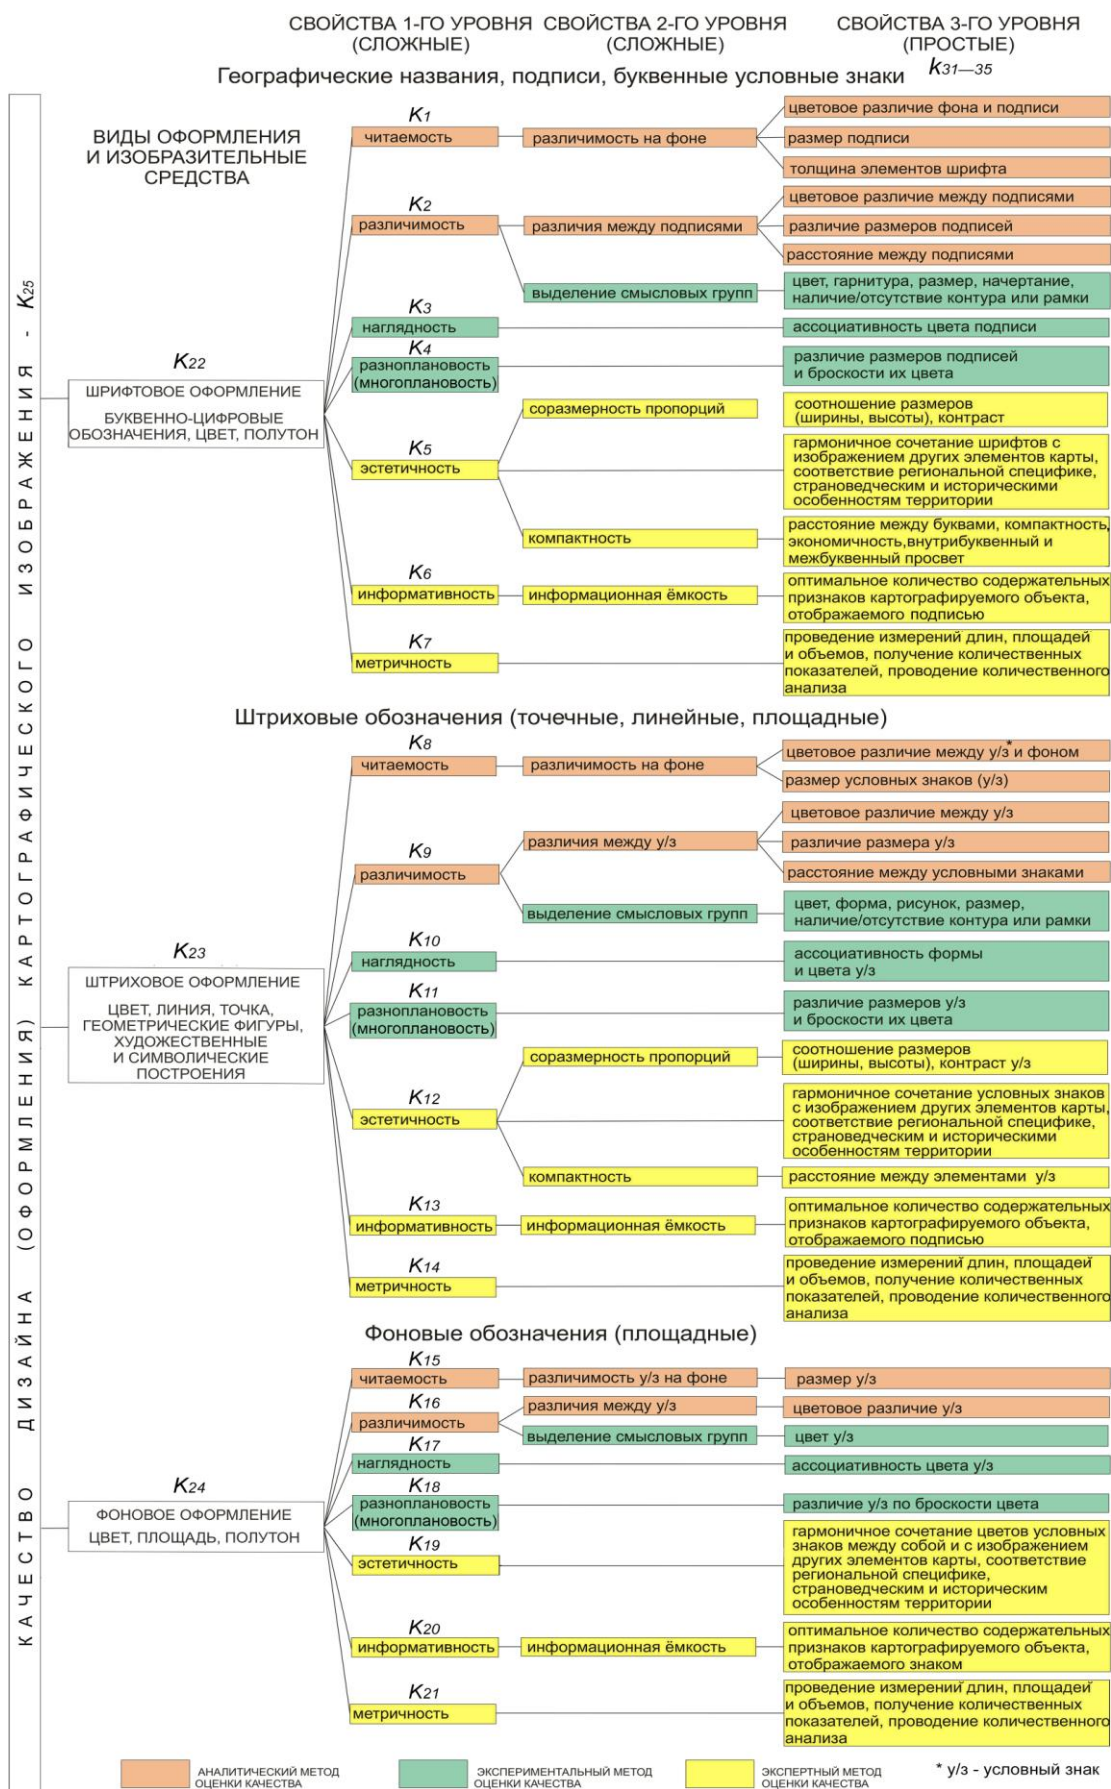 СВОЙСТВА 1-ГО УРОВНЯ
(СЛОЖНЫЕ)
СВОЙСТВА 2-ГО УРОВНЯ
(СЛОЖНЫЕ)
СВОЙСТВА 3-ГО УРОВНЯ
(ПРОСТЫЕ)
Географические названия, подписи, буквенные условные знаки
k31—35
ВИДЫ ОФОРМЛЕНИЯ
И ИЗОБРАЗИТЕЛЬНЫЕ
СРЕДСТВА
КАЧЕСТВО ДИЗАЙНА (ОФОРМЛЕНИЯ) КАРТОГРАФИЧЕСКОГО ИЗОБРАЖЕНИЯ - K25
K22
ШРИФТОВОЕ ОФОРМЛЕНИЕ
БУКВЕННО-ЦИФРОВЫЕ
ОБОЗНАЧЕНИЯ, ЦВЕТ, ПОЛУТОН
K1
читаемость
различимость на фоне
цветовое различие фона и подписи
размер подписи
толщина элементов шрифта
K2
различимость
различия между подписями
цветовое различие между подписями
различие размеров подписей
расстояние между подписями
выделение смысловых групп
цвет, гарнитура, размер, начертание,
наличие/отсутствие контура или рамки
K3
наглядность
ассоциативность цвета подписи
K4
разноплановость
(многоплановость)
различие размеров подписей
и броскости их цвета
K5
эстетичность
соразмерность пропорций
соотношение размеров
(ширины, высоты), контраст
гармоничное сочетание шрифтов с
изображением других элементов карты,
соответствие региональной специфике,
страноведческим и историческими
особенностям территории
компактность
расстояние между буквами, компактность,
экономичность,внутрибуквенный и
межбуквенный просвет
K6
информативность
информационная ёмкость
оптимальное количество содержательных
признаков картографируемого объекта,
отображаемого подписью
K7
метричность
проведение измерений длин, площадей
и объемов, получение количественных
показателей, проводение количественного
анализа
Штриховые обозначения (точечные, линейные, площадные)
K23
ШТРИХОВОЕ ОФОРМЛЕНИЕ
ЦВЕТ, ЛИНИЯ, ТОЧКА,
ГЕОМЕТРИЧЕСКИЕ ФИГУРЫ,
ХУДОЖЕСТВЕННЫЕ
И СИМВОЛИЧЕСКИЕ
ПОСТРОЕНИЯ
K8
читаемость
различимость на фоне
цветовое различие между у/з* и фоном
размер условных знаков (у/з)
K9
различимость
различия между у/з
цветовое различие между у/з
различие размера у/з
расстояние между условными знаками
выделение смысловых групп
цвет, форма, рисунок, размер,
наличие/отсутствие контура или рамки
K10
наглядность
ассоциативность формы
и цвета у/з
K11
разноплановость
(многоплановость)
различие размеров у/з
и броскости их цвета
K12
эстетичность
соразмерность пропорций
соотношение размеров
(ширины, высоты), контраст у/з
гармоничное сочетание условных знаков
с изображением других элементов карты,
соответствие региональной специфике,
страноведческим и историческими
особенностям территории
компактность
расстояние между элементами у/з
K13
информативность
информационная ёмкость
оптимальное количество содержательных
признаков картографируемого объекта,
отображаемого подписью
K14
метричность
проведение измерений длин, площадей
и объемов, получение количественных
показателей, проводение количественного
анализа
Фоновые обозначения (площадные)
K24
ФОНОВОЕ ОФОРМЛЕНИЕ
ЦВЕТ, ПЛОЩАДЬ, ПОЛУТОН
K15
читаемость
различимость у/з на фоне
размер у/з
K16
различимость
различия между у/з
цветовое различие у/з
выделение смысловых групп
цвет у/з
K17
наглядность
ассоциативность цвета у/з
K18
разноплановость
(многоплановость)
различие у/з по броскости цвета
K19
эстетичность
гармоничное сочетание цветов условных
знаков между собой и с изображением
других элементов карты, соответствие
региональной специфике,
страноведческим и историческим
особенностям территории
K20
информативность
информационная ёмкость
оптимальное количество содержательных
признаков картографируемого объекта,
отображаемого знаком
K21
метричность
проведение измерений длин, площадей
и объемов, получение количественных
показателей, проводение количественного
анализа
АНАЛИТИЧЕСКИЙ МЕТОД
ОЦЕНКИ КАЧЕСТВА
ЭКСПЕРИМЕНТАЛЬНЫЙ МЕТОД
ОЦЕНКИ КАЧЕСТВА
ЭКСПЕРТНЫЙ МЕТОД
ОЦЕНКИ КАЧЕСТВА
* у/з - условный знак